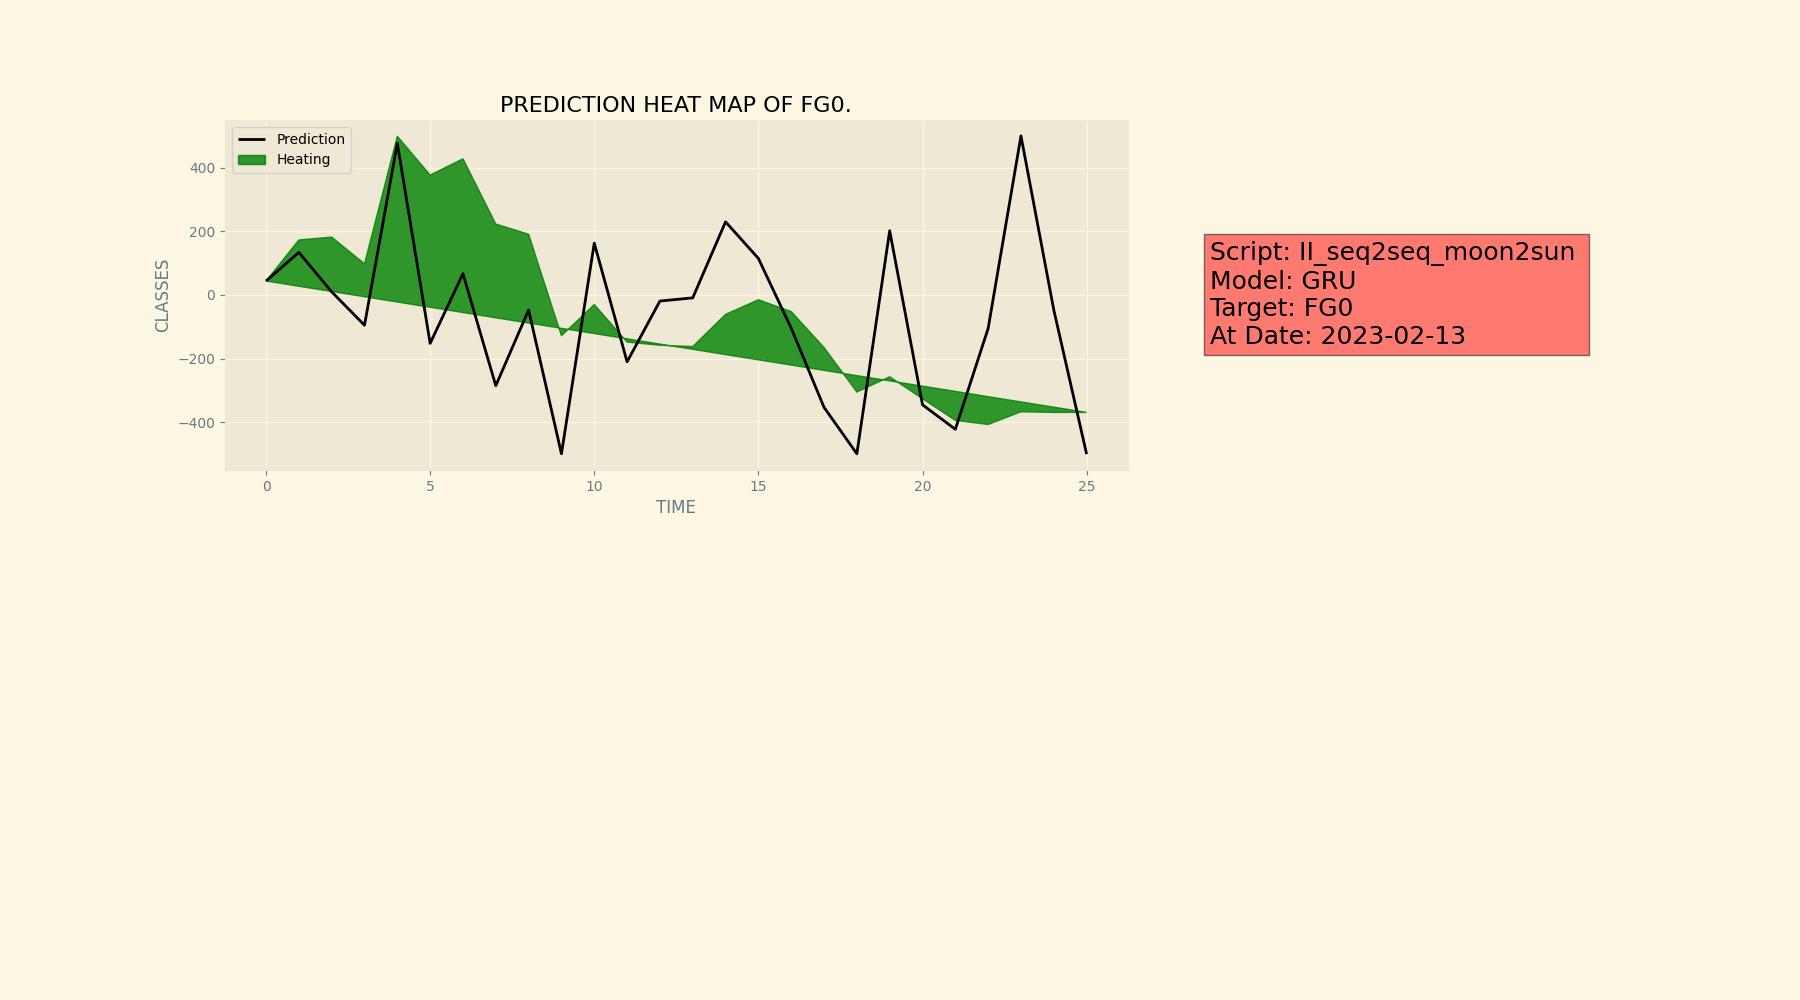 PREDICTION HEAT MAP OF FG0.
Prediction
Heating
400
200
0
−200
−400
CLASSES
0 5 10 15 20 25
TIME
Script: II_seq2seq_moon2sun
Model: GRU
Target: FG0
At Date: 2023-02-13